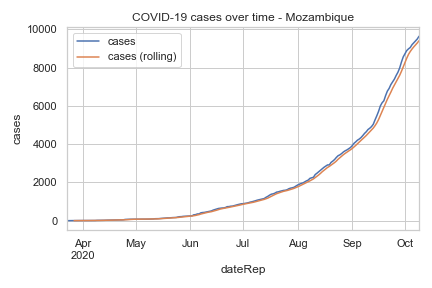 COVID-19 cases over time - Mozambique
cases
cases (rolling)
10000
8000
6000
4000
2000
0
cases
Apr
2020
May
Jun
Jul
Aug
Sep
Oct
dateRep